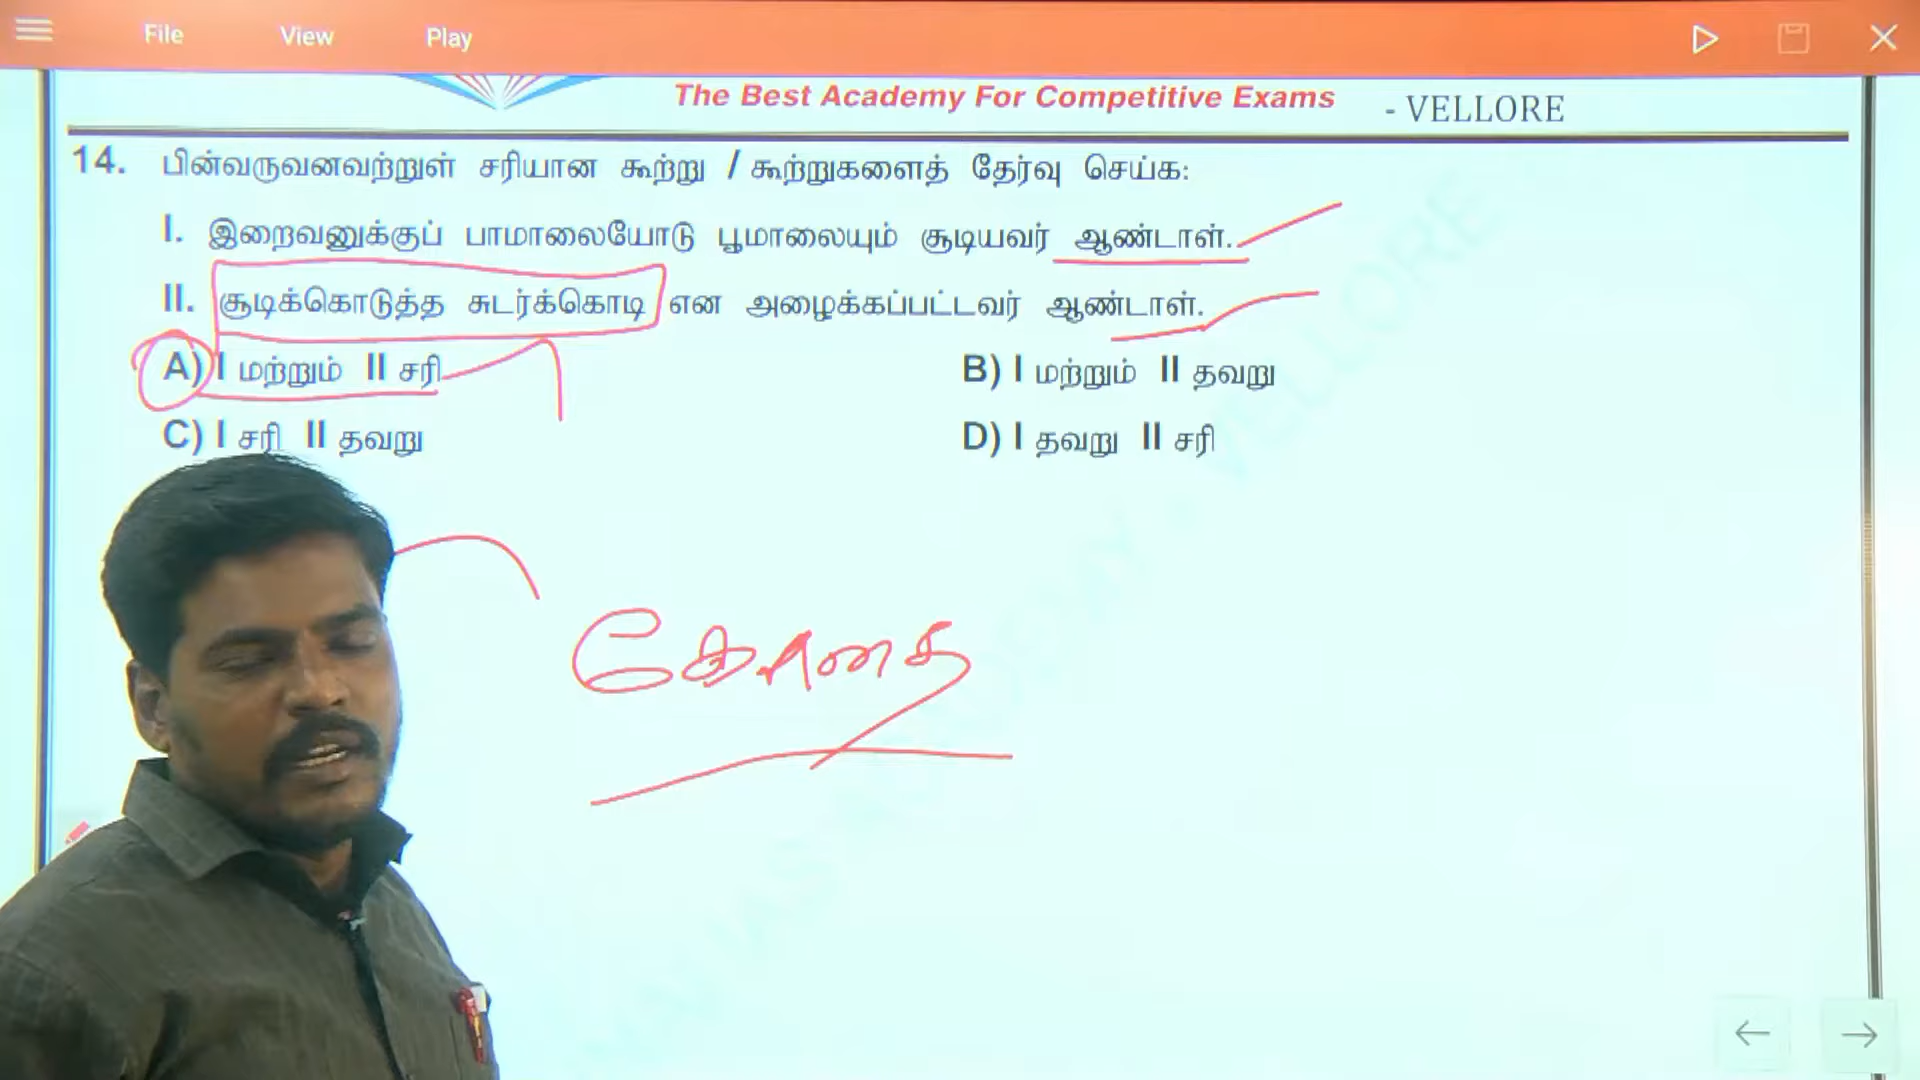 File View Play
The Best Academy For Competitive Exams - VELLORE
14. பின்வருவனவற்றுள் சரியான கூற்று / கூற்றுகளைத் தேர்வு செய்க:
I. இறைவனுக்குப் பாமாலையோடு பூமாலையும் சூடியவர் ஆண்டாள்.
II. சூடிக்கொடுத்த சுடர்க்கொடி என அழைக்கப்பட்டவர் ஆண்டாள்.
A) I மற்றும் II சரி B) I மற்றும் II தவறு
C) I சரி II தவறு D) I தவறு II சரி
கோதை
VELLORE